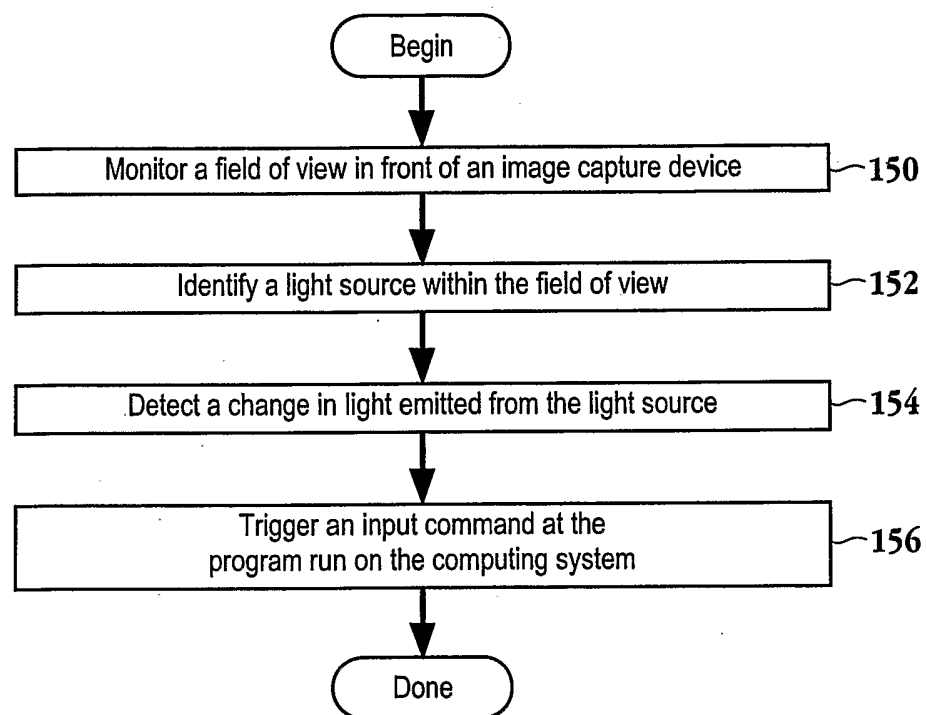 Begin
Monitor a field of view in front of an image capture device 150
Identify a light source within the field of view 152
Detect a change in light emitted from the light source 154
Trigger an input command at the
program run on the computing system 156
Done